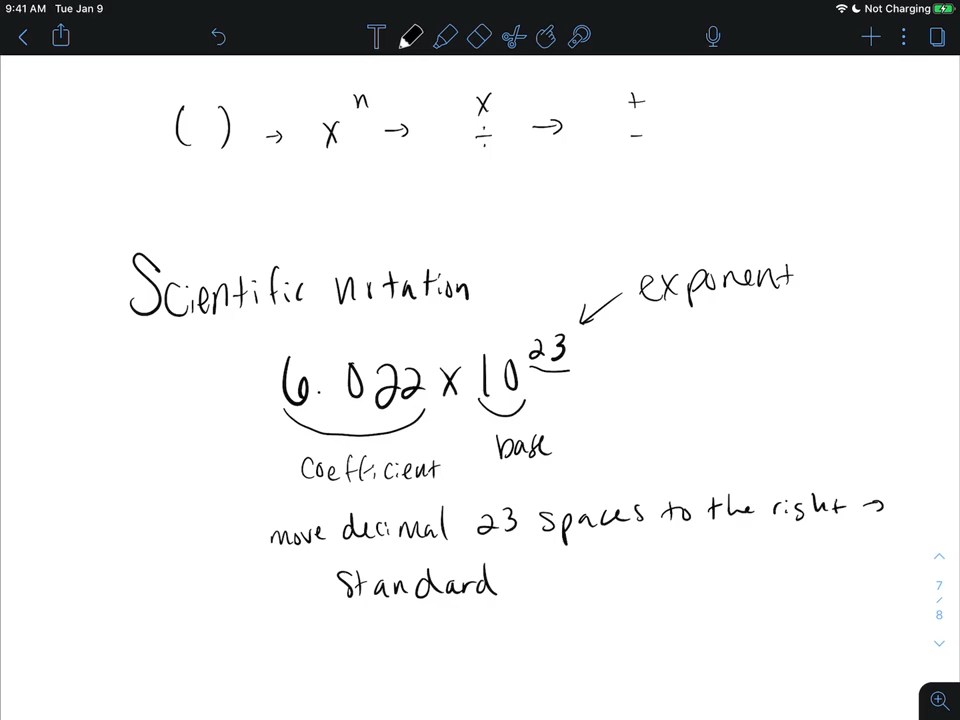 9:41 AM Tue Jan 9
Not Charging
( ) → x^n → x ÷ → + −
Scientific notation
exponent
6.022 x 10^23
base
coefficient
move decimal 23 spaces to the right →
standard
7
/
8